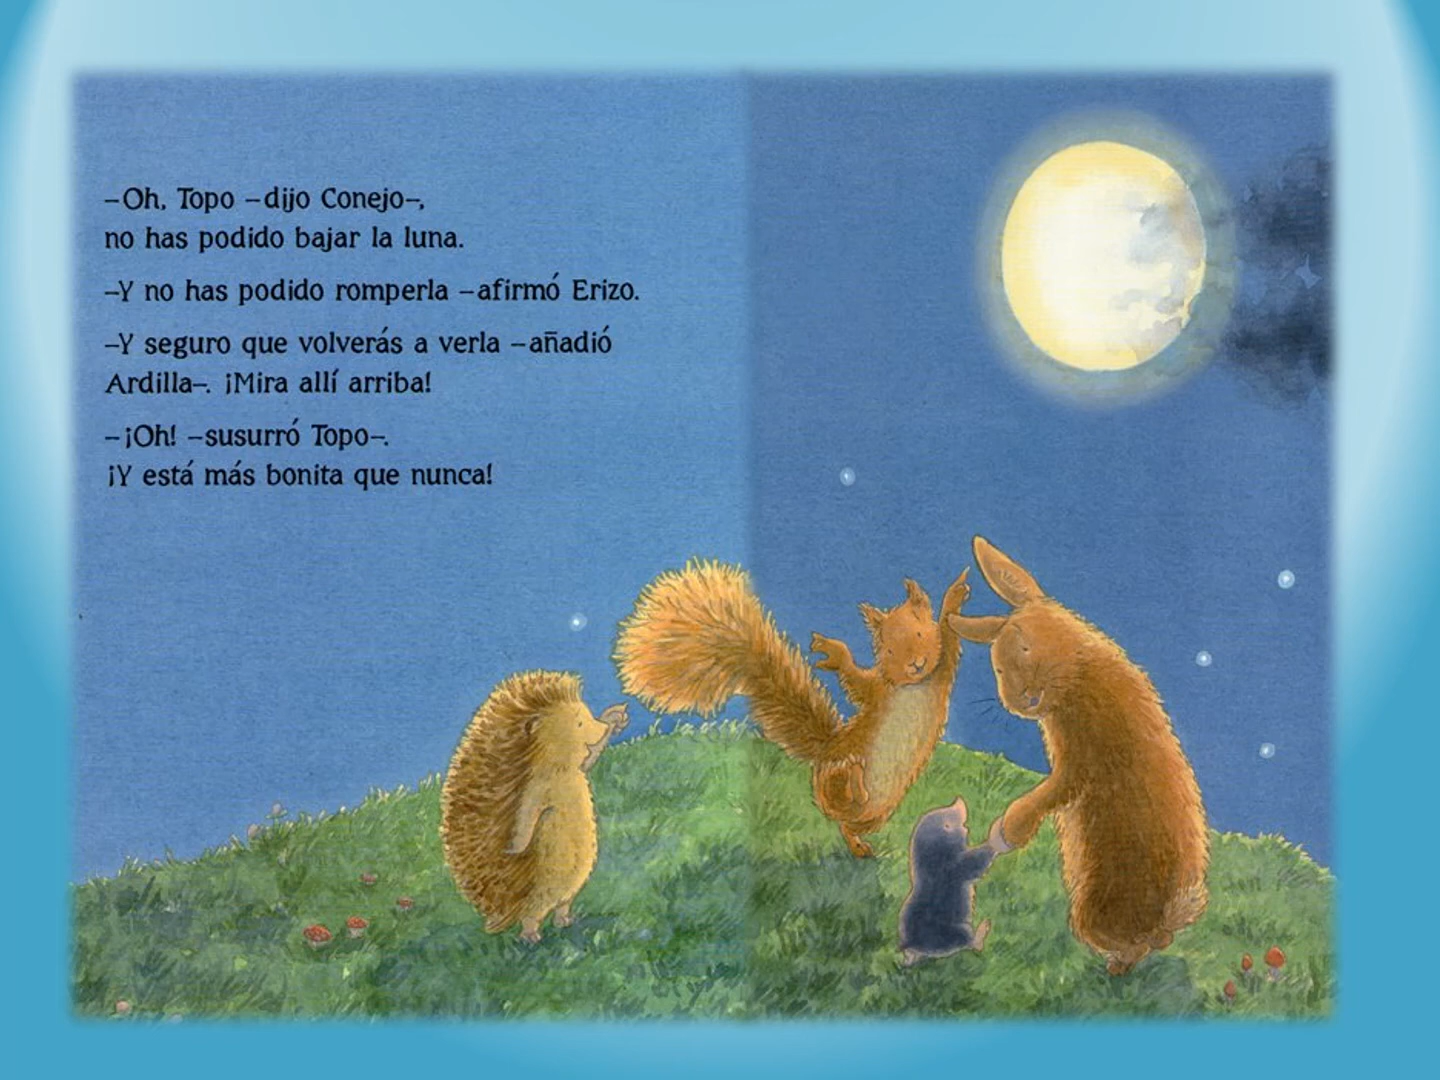 –Oh, Topo –dijo Conejo–,
no has podido bajar la luna.
–Y no has podido romperla –afirmó Erizo.
–Y seguro que volverás a verla –añadió
Ardilla–. ¡Mira allí arriba!
–¡Oh! –susurró Topo–.
¡Y está más bonita que nunca!